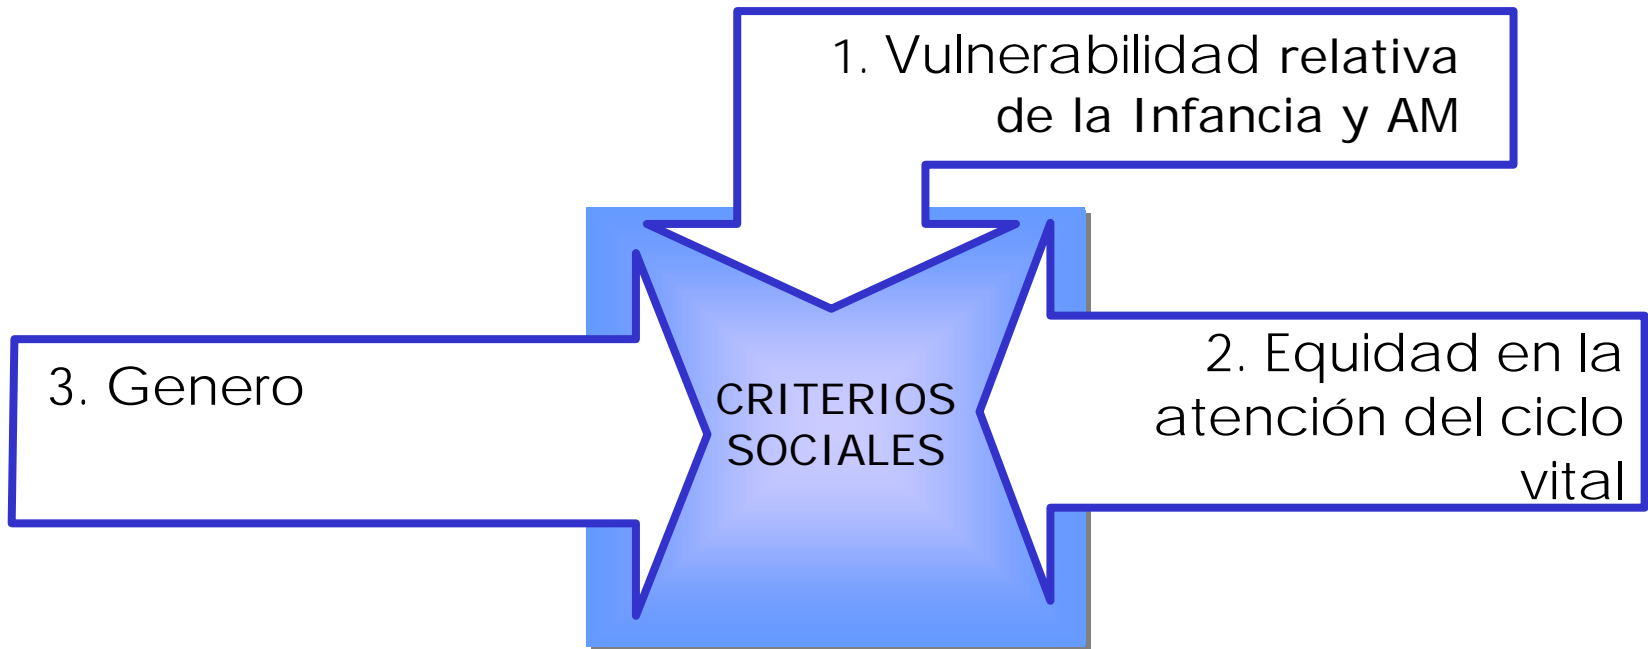 1. Vulnerabilidad relativa
de la Infancia y AM
2. Equidad en la
atención del ciclo
vital
3. Genero
CRITERIOS
SOCIALES